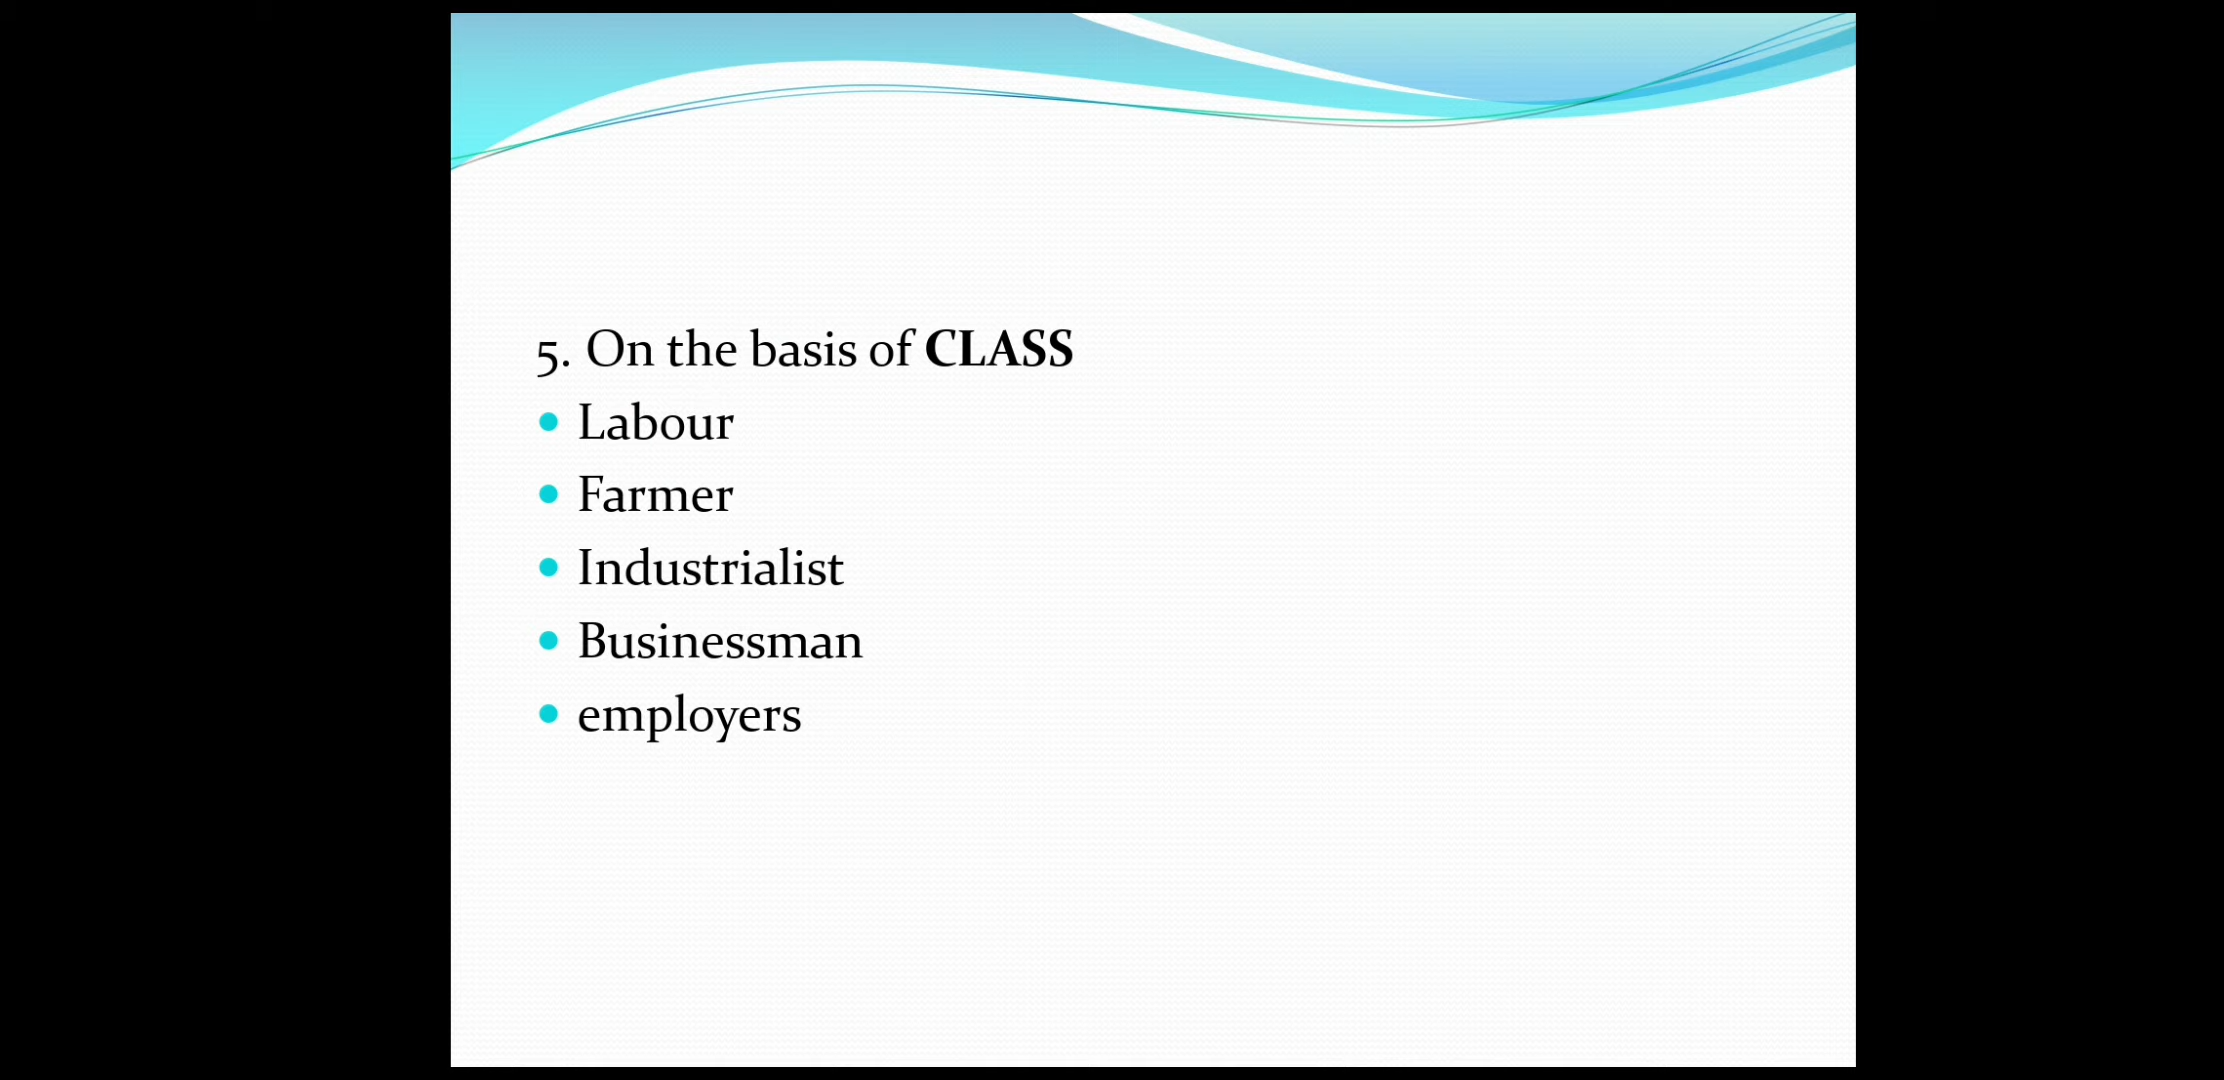 5. On the basis of CLASS
Labour
Farmer
Industrialist
Businessman
employers